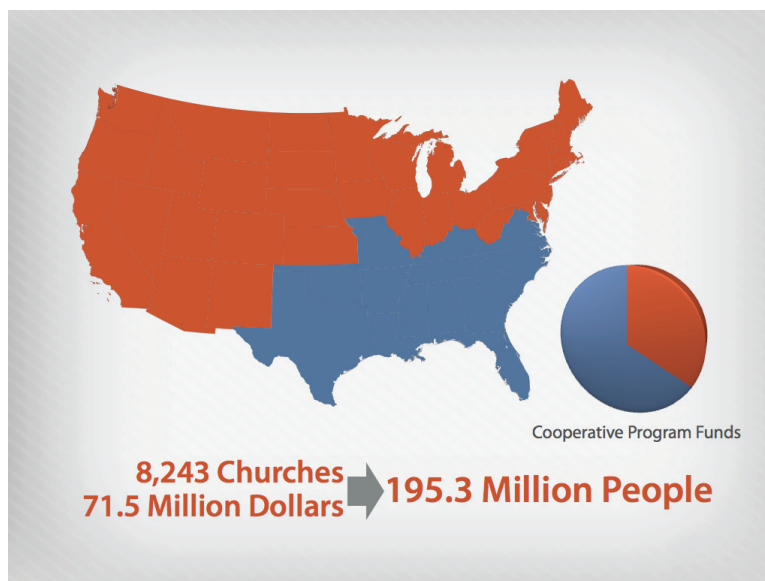 Cooperative Program Funds
8,243 Churches
71.5 Million Dollars
195.3 Million People